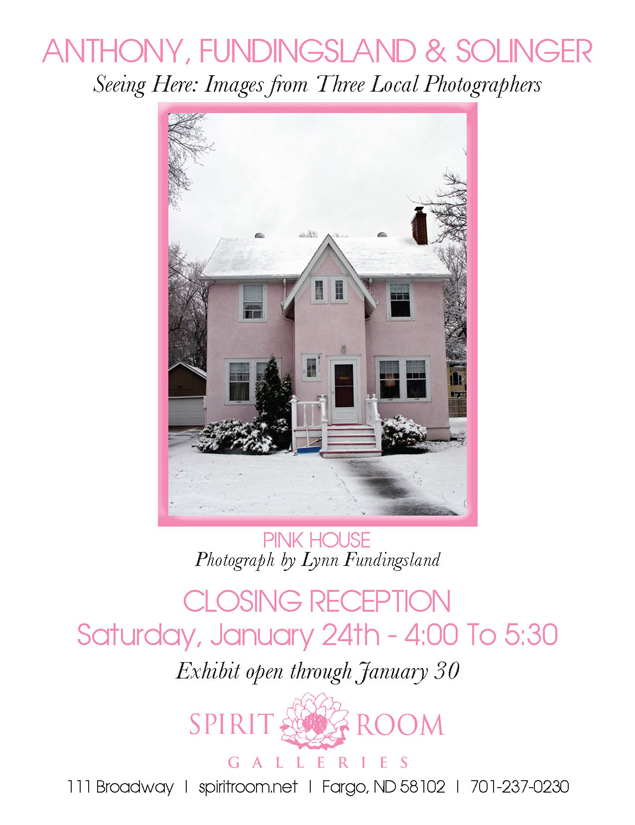 ANTHONY, FUNDINGSLAND & SOLINGER
Seeing Here: Images from Three Local Photographers
PINK HOUSE
Photograph by Lynn Fundingsland
CLOSING RECEPTION
Saturday, January 24th - 4:00 To 5:30
Exhibit open through January 30
SPIRIT ROOM
GALLERIES
111 Broadway | spiritroom.net | Fargo, ND 58102 | 701-237-0230